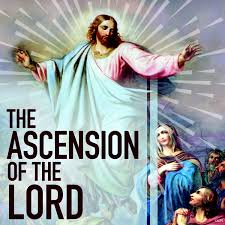 THE
ASCENSION
OF THE
LORD